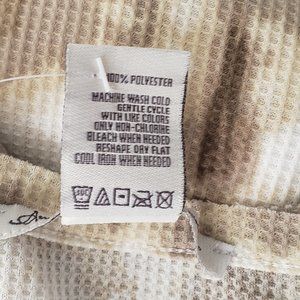 100% POLYESTER
MACHINE WASH COLD
GENTLE CYCLE
WITH LIKE COLORS
ONLY NON-CHLORINE
BLEACH WHEN NEEDED
RESHAPE DRY FLAT
COOL IRON WHEN NEEDED